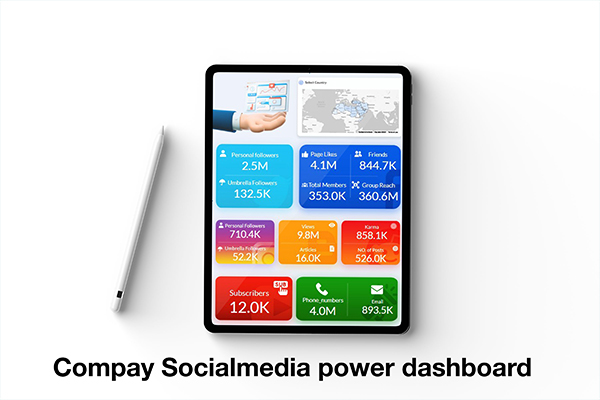 Select Country
Personal followers
2.5M
Umbrella Followers
132.5K
Page Likes
4.1M
Friends
844.7K
Total Members
353.0K
Group Reach
360.6M
Personal Followers
710.4K
Umbrella Followers
52.2K
Views
9.8M
Articles
16.0K
Karma
858.1K
NO. of Posts
526.0K
Subscribers
SUB
12.0K
Phone_numbers
4.0M
Email
893.5K
Compay Socialmedia power dashboard